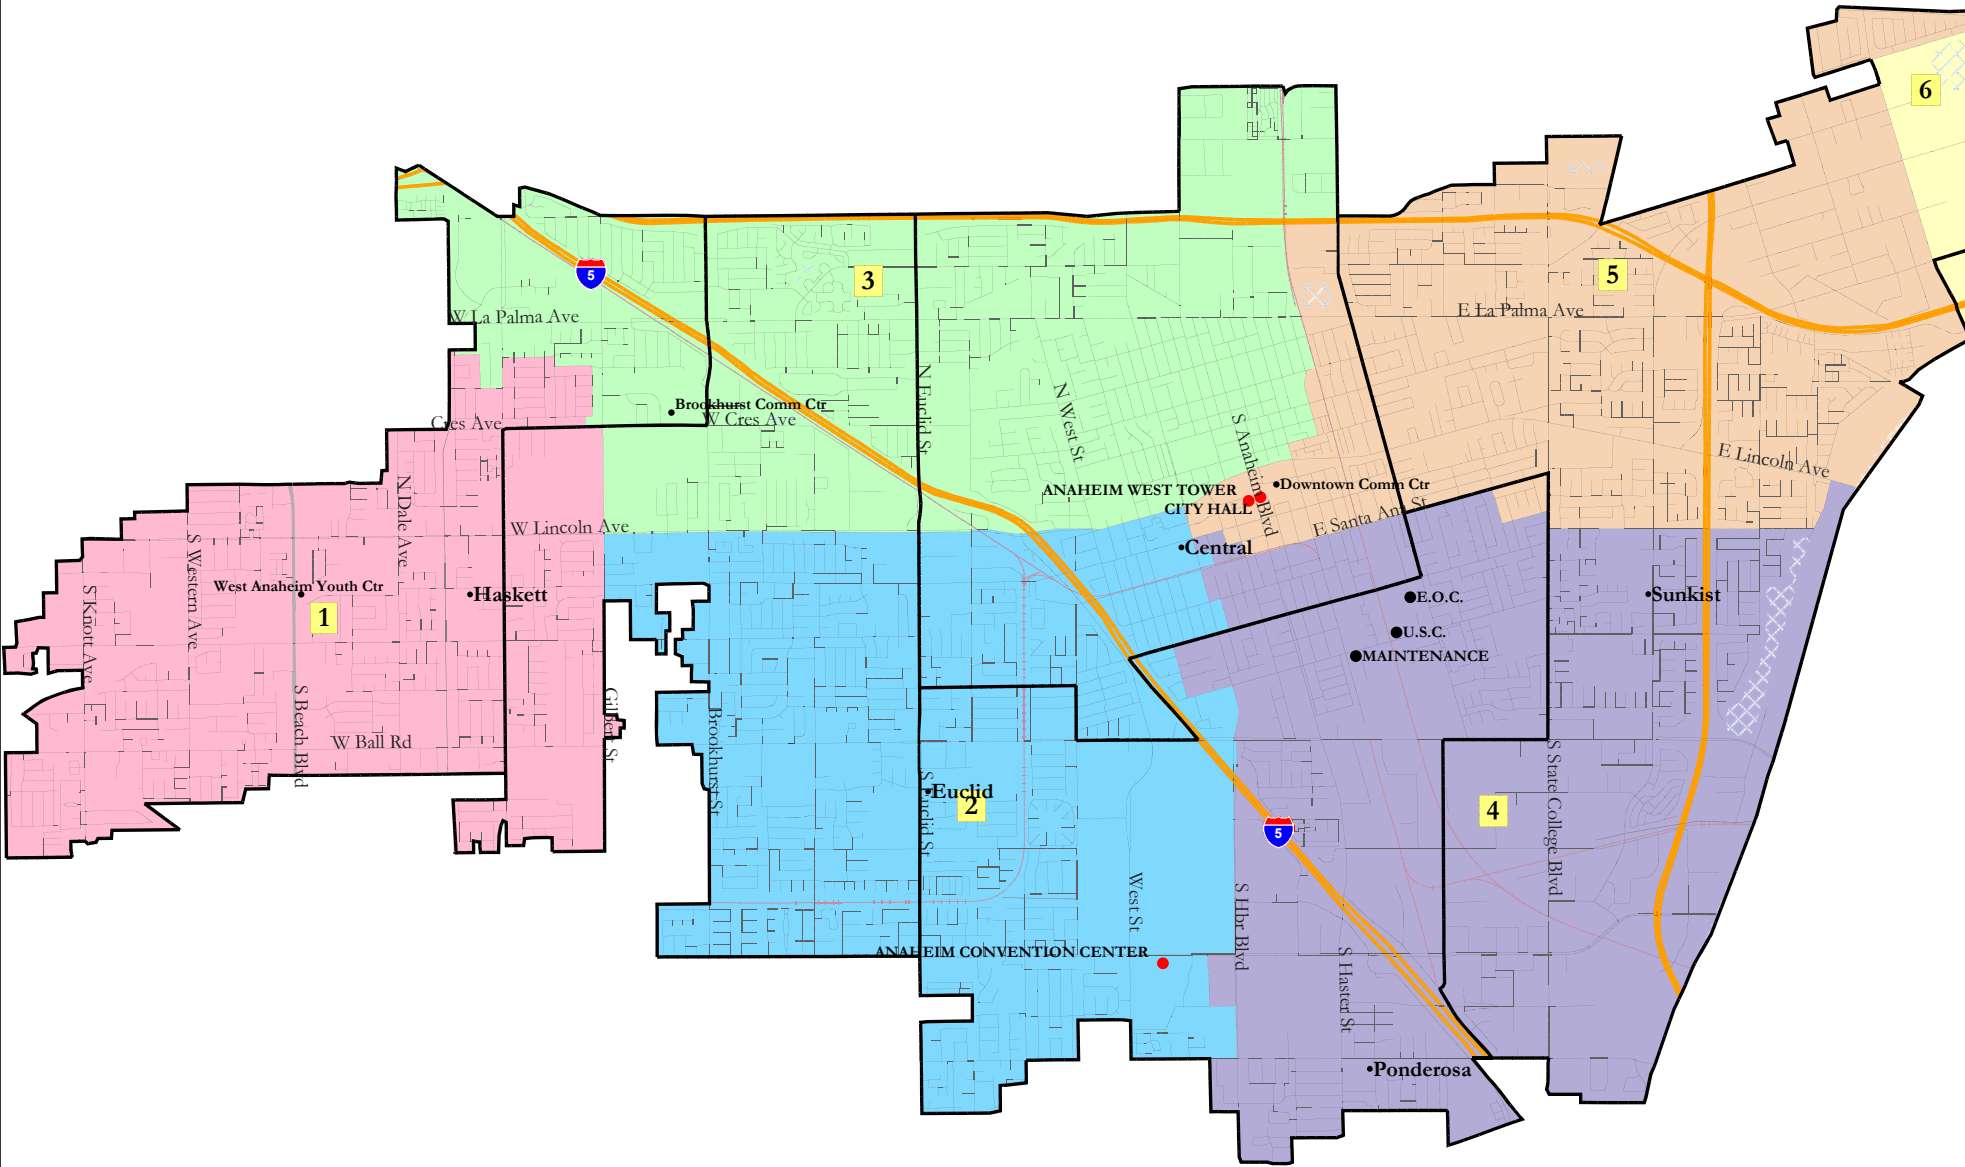 6
5
3
5
E La Palma Ave
W La Palma Ave
Brookhurst Comm Ctr
W Cres Ave
Cres Ave
N Euclid St
N West St
S Anaheim Blvd
E Lincoln Ave
Downtown Comm Ctr
ANAHEIM WEST TOWER
CITY HALL
E Santa Ana St
N Dale Ave
W Lincoln Ave
Central
S Western Ave
S Knott Ave
West Anaheim Youth Ctr
1
Haskett
E.O.C.
Sunkist
U.S.C.
MAINTENANCE
S Beach Blvd
W Ball Rd
Gilbert St
Brookhurst St
S Euclid St
Euclid
2
4
5
S State College Blvd
West St
S Hbr Blvd
ANAHEIM CONVENTION CENTER
S Haster St
Ponderosa